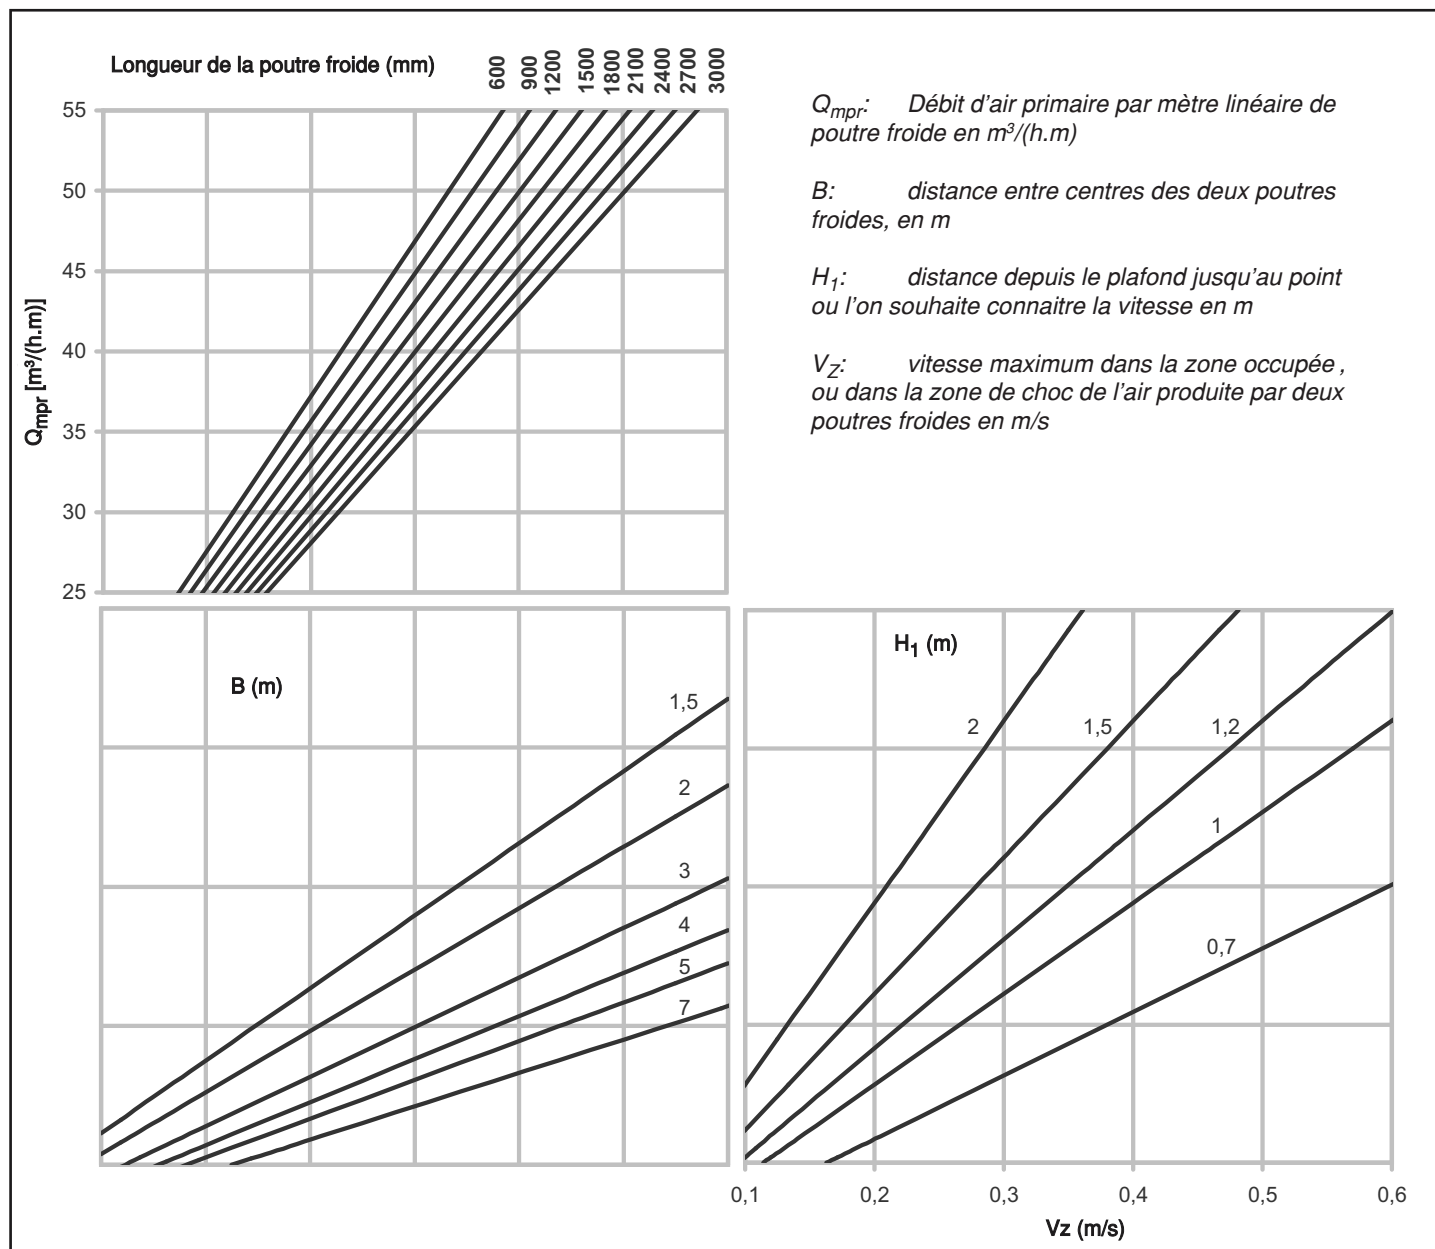 Longueur de la poutre froide (mm)
600 900 1200 1500 1800 2100 2400 2700 3000
55
50
45
40
35
30
25
Qmpr [m³/(h.m)]
Qmpr: Débit d'air primaire par mètre linéaire de
poutre froide en m³/(h.m)
B: distance entre centres des deux poutres
froides, en m
H1: distance depuis le plafond jusqu'au point
ou l'on souhaite connaitre la vitesse en m
VZ: vitesse maximum dans la zone occupée ,
ou dans la zone de choc de l'air produite par deux
poutres froides en m/s
B (m)
1,5
2
3
4
5
7
H1 (m)
2 1,5 1,2
1
0,7
0,1 0,2 0,3 0,4 0,5 0,6
Vz (m/s)